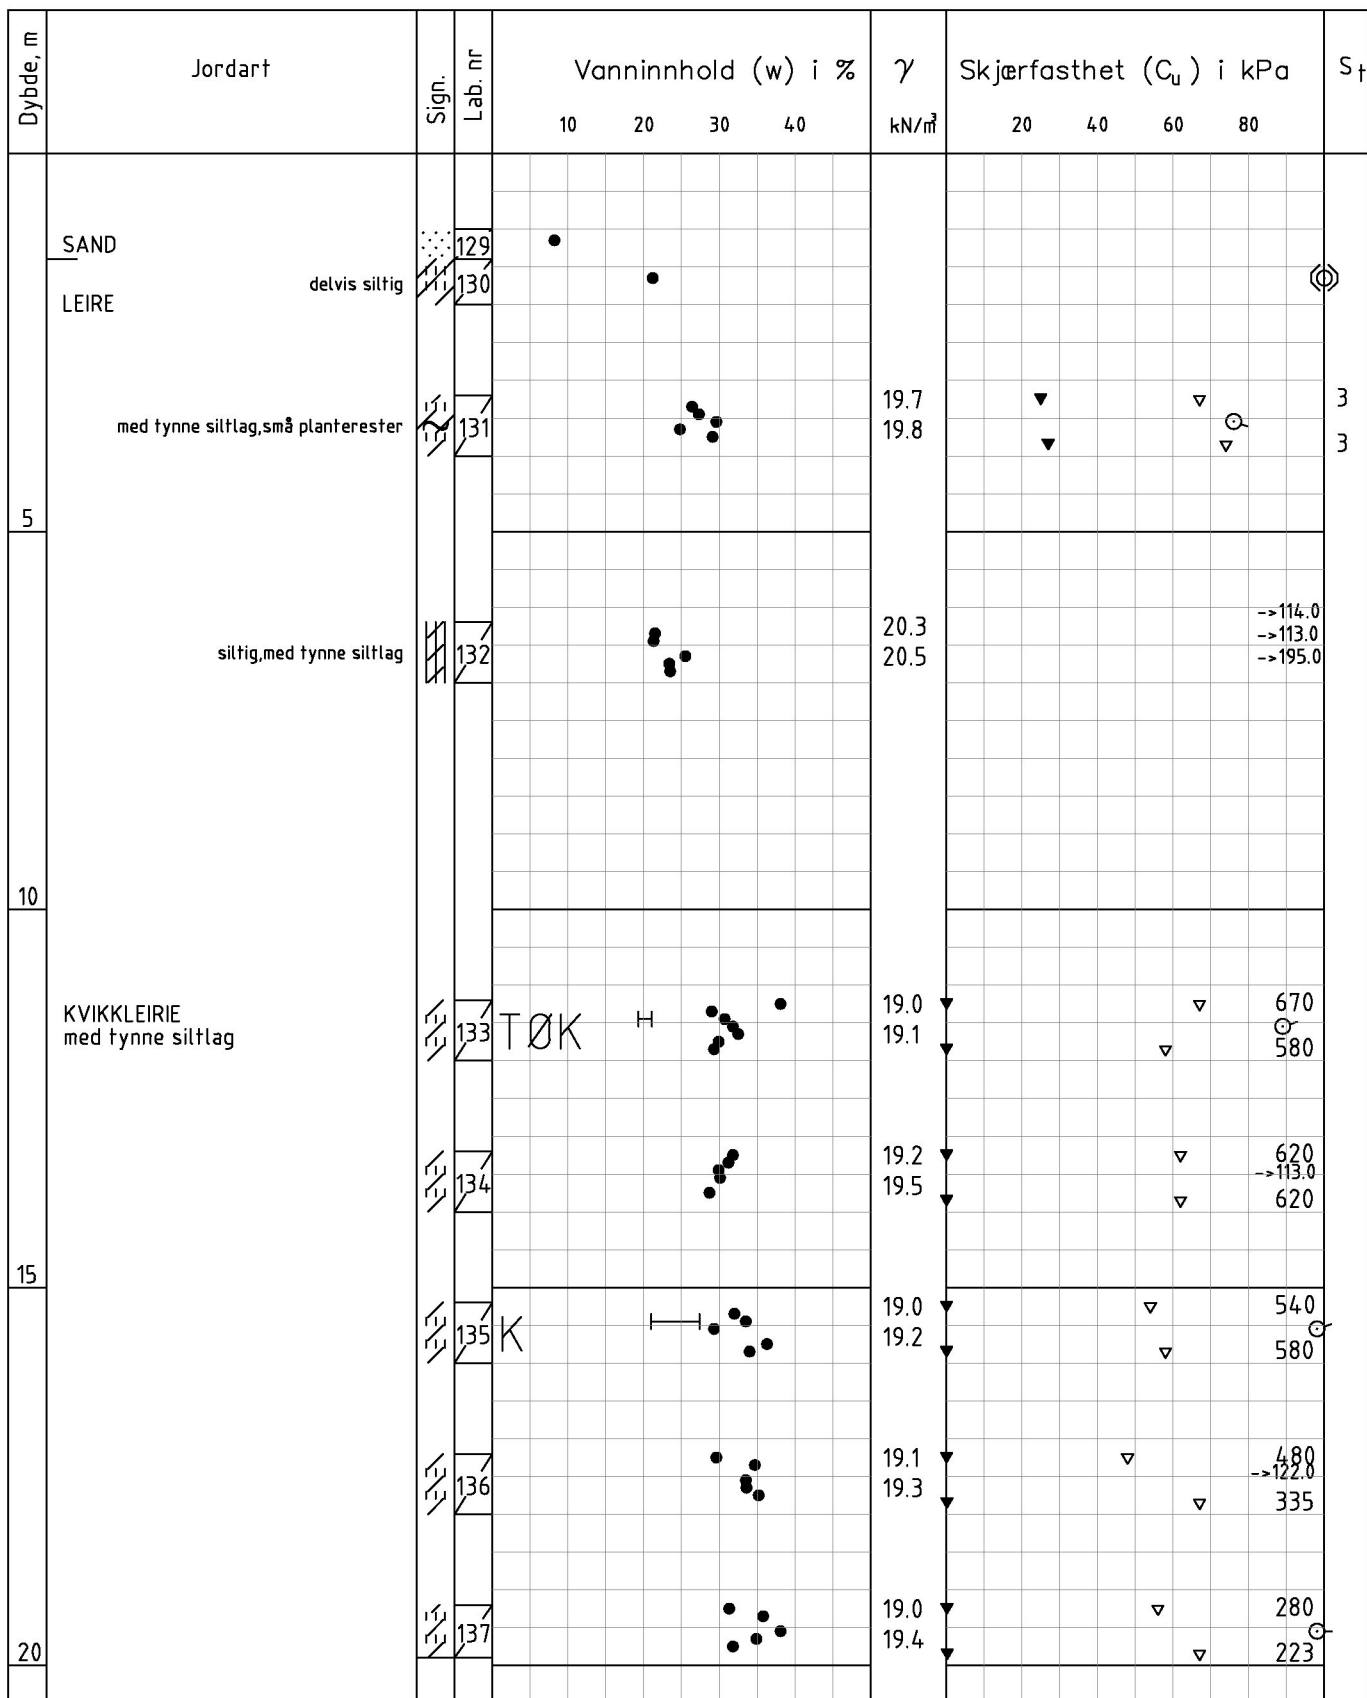 Dybde, m
Jordart
Sign.
Lab. nr
Vanninnhold (w) i %
10 20 30 40
γ
kN/m³
Skjærfasthet (Cu) i kPa
20 40 60 80
St
SAND
129
delvis siltig
130
LEIRE
19.7
3
med tynne siltlag,små planterester
131
19.8
3
5
->114.0
20.3
->113.0
siltig,med tynne siltlag
132
20.5
->195.0
10
KVIKKLEIRIE
19.0
670
med tynne siltlag
133
TØK
19.1
580
19.2
620
->113.0
134
19.5
620
15
19.0
540
135
K
19.2
580
19.1
480
->122.0
136
19.3
335
19.0
280
137
19.4
223
20